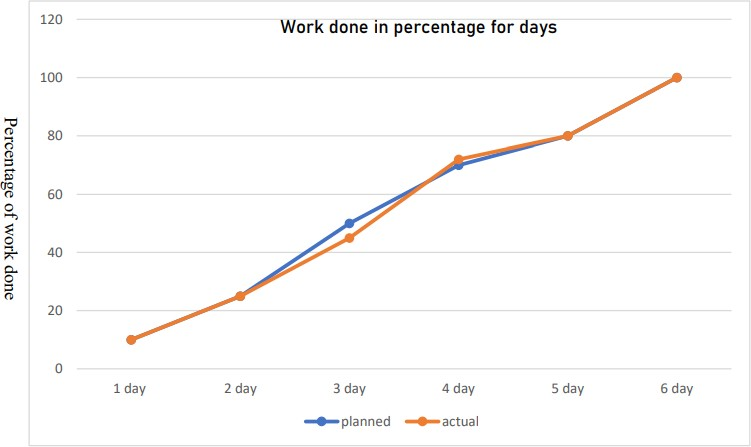 Work done in percentage for days
Percentage of work done
120
100
80
60
40
20
0
1 day 2 day 3 day 4 day 5 day 6 day
planned actual